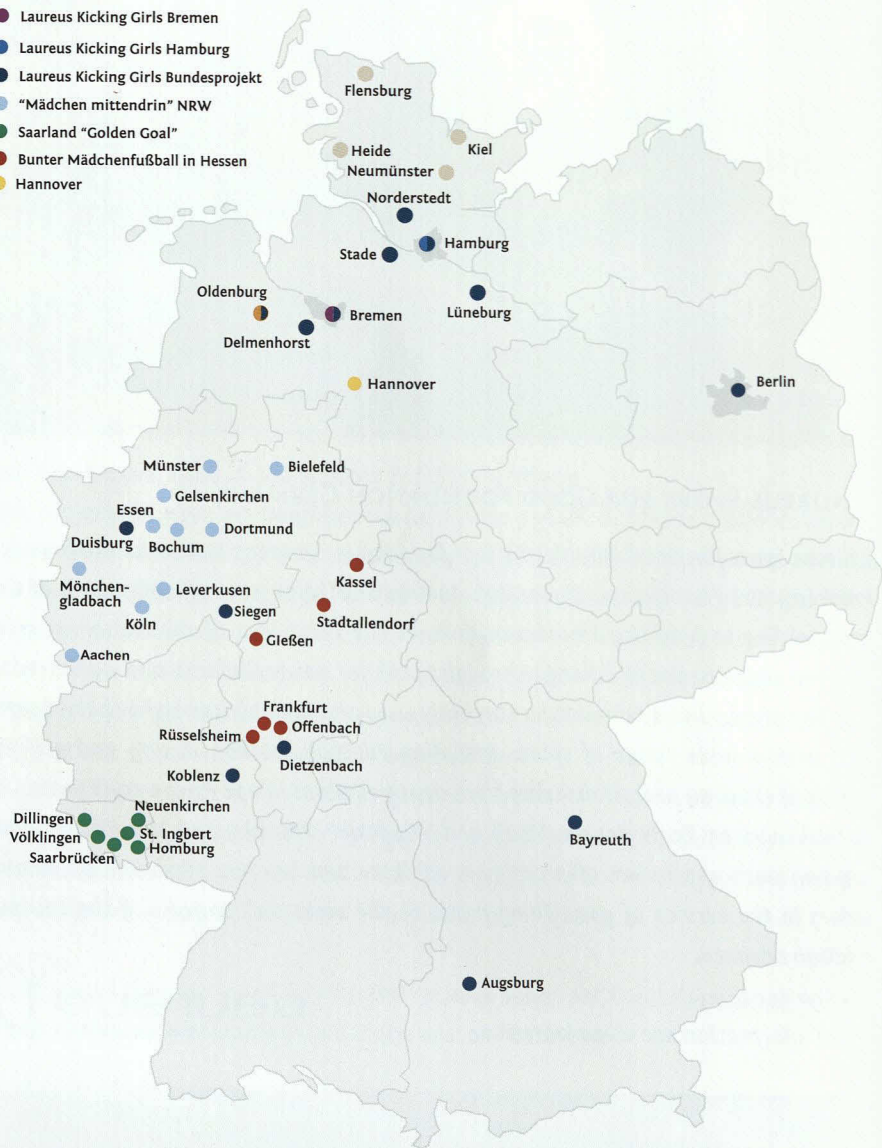 Laureus Kicking Girls Bremen
Laureus Kicking Girls Hamburg
Laureus Kicking Girls Bundesprojekt
"Mädchen mittendrin" NRW
Saarland "Golden Goal"
Bunter Mädchenfußball in Hessen
Hannover
Flensburg
Heide
Kiel
Neumünster
Norderstedt
Hamburg
Stade
Oldenburg
Lüneburg
Bremen
Delmenhorst
Hannover
Berlin
Münster
Bielefeld
Gelsenkirchen
Essen
Dortmund
Duisburg
Bochum
Kassel
Mönchen-
gladbach
Leverkusen
Köln
Siegen
Stadtallendorf
Gießen
Aachen
Frankfurt
Offenbach
Rüsselsheim
Dietzenbach
Koblenz
Neuenkirchen
Dillingen
St. Ingbert
Völklingen
Homburg
Saarbrücken
Bayreuth
Augsburg